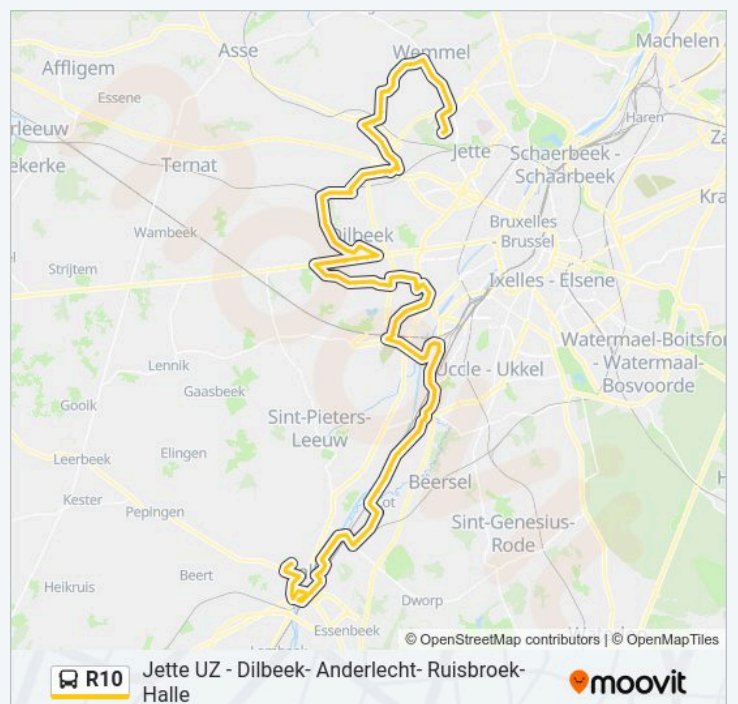 Machelen
Asse
Wemmel
Affligem
Essene
Haren
rleeuw
Jette
Schaerbeek -
Schaarbeek
Za
ekerke
Ternat
Kra
Bruxelles
- Brussel
Wambeek
Dilbeek
Strijtem
Ixelles - Elsene
Watermael-Boitsfor
- Watermaal-
Bosvoorde
Lennik
Uccle - Ukkel
Gaasbeek
Gooik
Sint-Pieters-
Leeuw
Leerbeek
Elingen
Beersel
Kester
Pepingen
ot
Sint-Genesius-
Rode
Beert
Heikruis
Dworp
Essenbeek
© OpenStreetMap contributors | © OpenMapTiles
R10
Jette UZ - Dilbeek- Anderlecht- Ruisbroek-
Halle
moovit